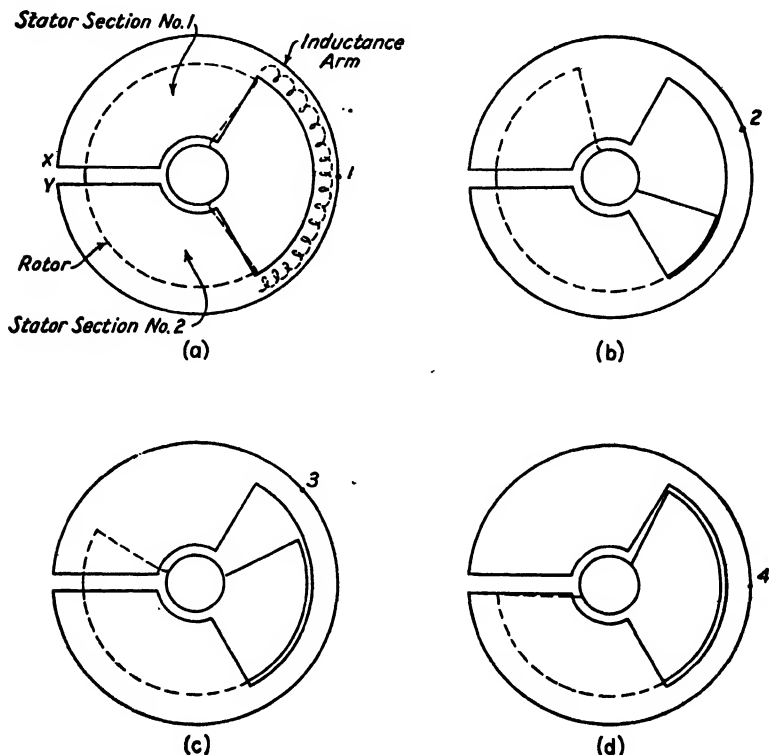 Stator Section No.1
Inductance
Arm
X
Y
1
Rotor
Stator Section No.2
(a)
2
(b)
3
(c)
4
(d)